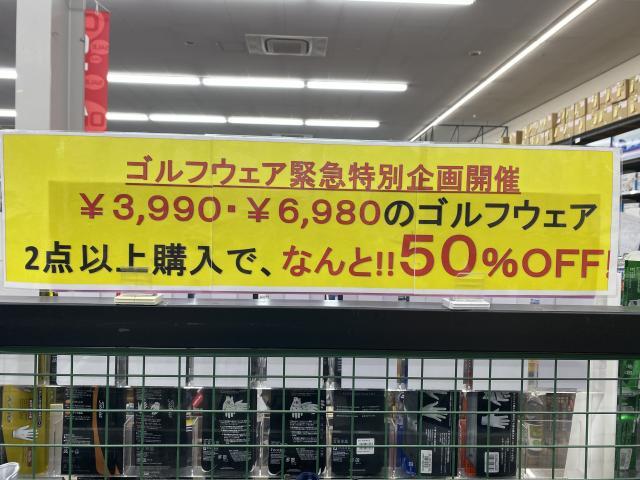 ゴルフウェア緊急特別企画開催
￥3,990・￥6,980のゴルフウェア
2点以上購入で、なんと!!50%OFF!